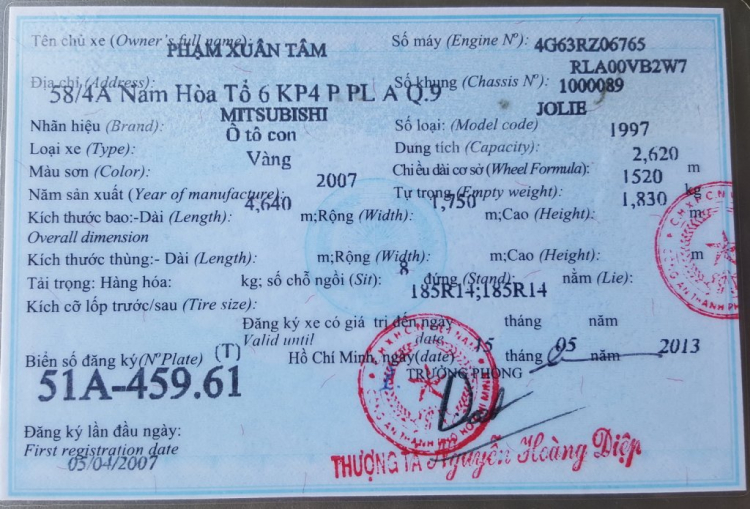 Tên chủ xe (Owner's full name): PHẠM XUÂN TÂM
Số máy (Engine Nº): 4G63RZ06765
Địa chỉ (Address): 58/4A Nam Hòa Tổ 6 KP4 P PL A Q.9
Số khung (Chassis Nº): RLA00VB2W7
1000089
Nhãn hiệu (Brand): MITSUBISHI
Số loại: (Model code) JOLIE
Loại xe (Type): Ô tô con
Dung tích (Capacity): 1997
Màu sơn (Color): Vàng
Chiều dài cơ sở (Wheel Formula): 2,620 m
Năm sản xuất (Year of manufacture): 2007
Tự trọng (Empty weight): 1520 kg
Kích thước bao:-Dài (Length): 4,640 m;Rộng (Width): 1,750 m;Cao (Height): 1,830 m
Overall dimension
Kích thước thùng:- Dài (Length): m;Rộng (Width): m;Cao (Height): m
Tải trọng: Hàng hóa: kg; số chỗ ngồi (Sit): 8 đứng (Stand): nằm (Lie):
Kích cỡ lốp trước/sau (Tire size): 185R14;185R14
Đăng ký xe có giá trị đến ngày tháng năm
Valid until date
Biển số đăng ký (NºPlate) (T)
Hồ Chí Minh, ngày(date) 15 tháng 05 năm 2013
51A-459.61
TRƯỞNG PHÒNG
Đăng ký lần đầu ngày:
First registration date
05/04/2007
THƯỢNG TÁ Nguyễn Hoàng Diệp